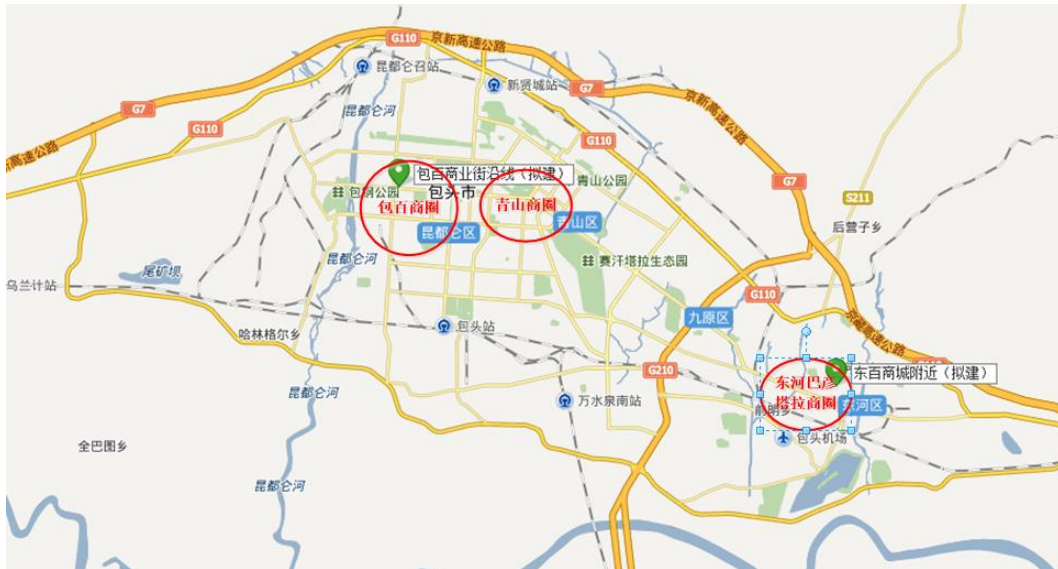 G110
京新高速公路
昆都仑召站
新贤城站
G7
G7
京新高速公路
昆都仑河
G110
G110
高速公路
包百商业街沿线（拟建）
青山公园
G7
包钢公园
包头市
包百商圈
青山商圈
S211
昆都仑区
青山区
后营子乡
昆都仑河
赛汗塔拉生态园
尾矿坝
乌兰计站
G110
九原区
包头站
哈林格尔乡
G210
东百商城附近（拟建）
东河巴彦
塔拉商圈
万水泉南站
东河区
包头机场
全巴图乡
昆都仑河